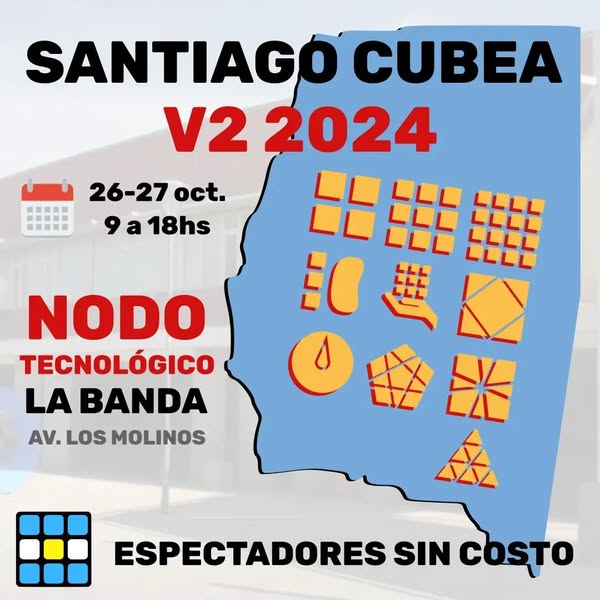 SANTIAGO CUBEA
V2 2024
26-27 oct.
9 a 18hs
NODO
TECNOLÓGICO
LA BANDA
AV. LOS MOLINOS
ESPECTADORES SIN COSTO